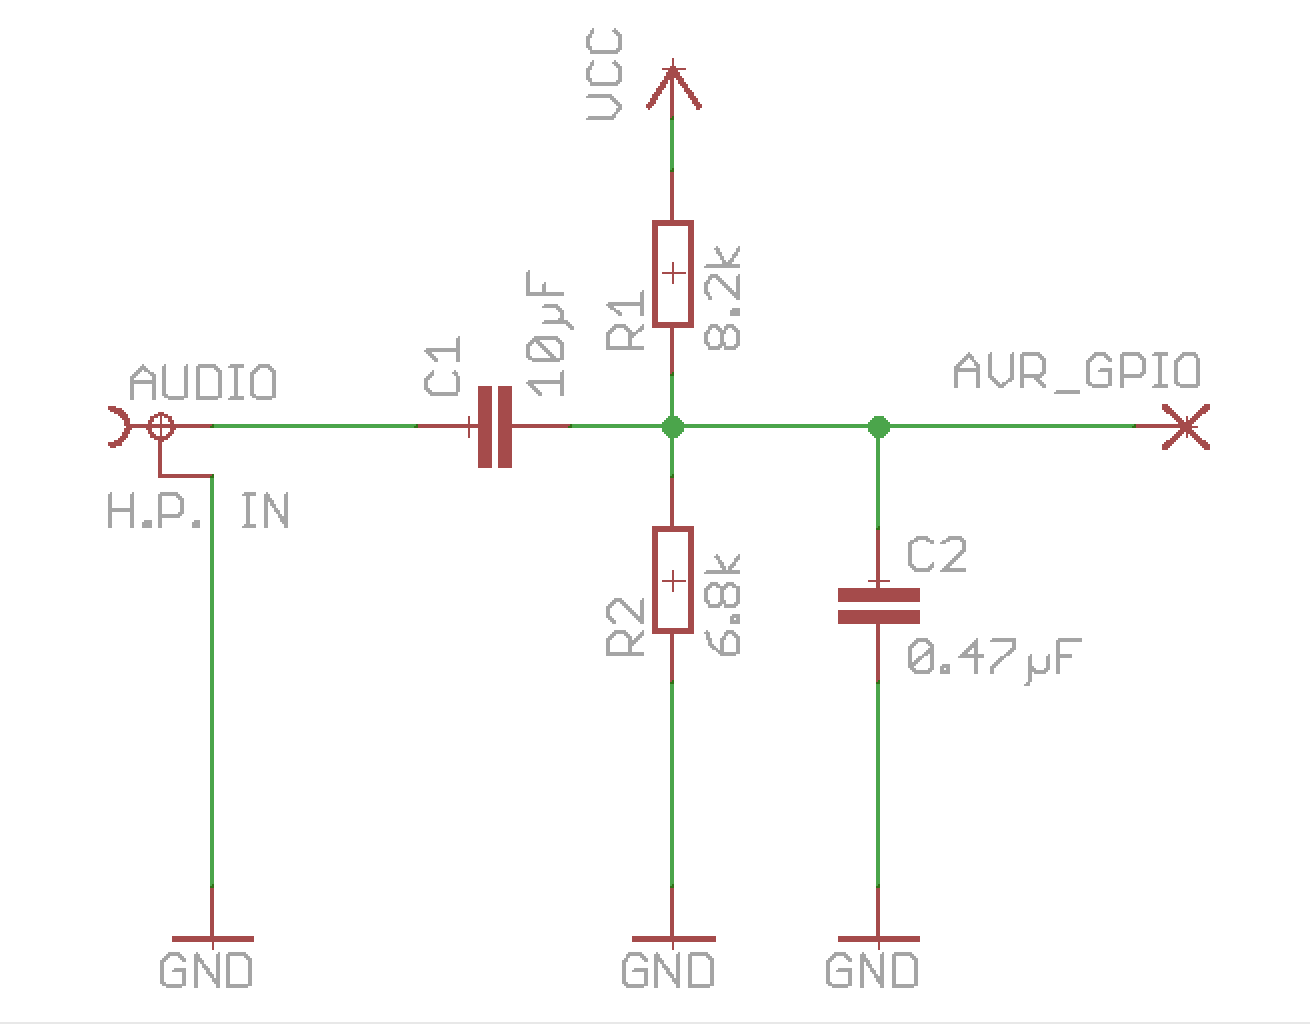 VCC
R1
8.2k
C1
10µF
AUDIO
H.P. IN
AVR_GPIO
R2
6.8k
C2
0.47µF
GND
GND
GND